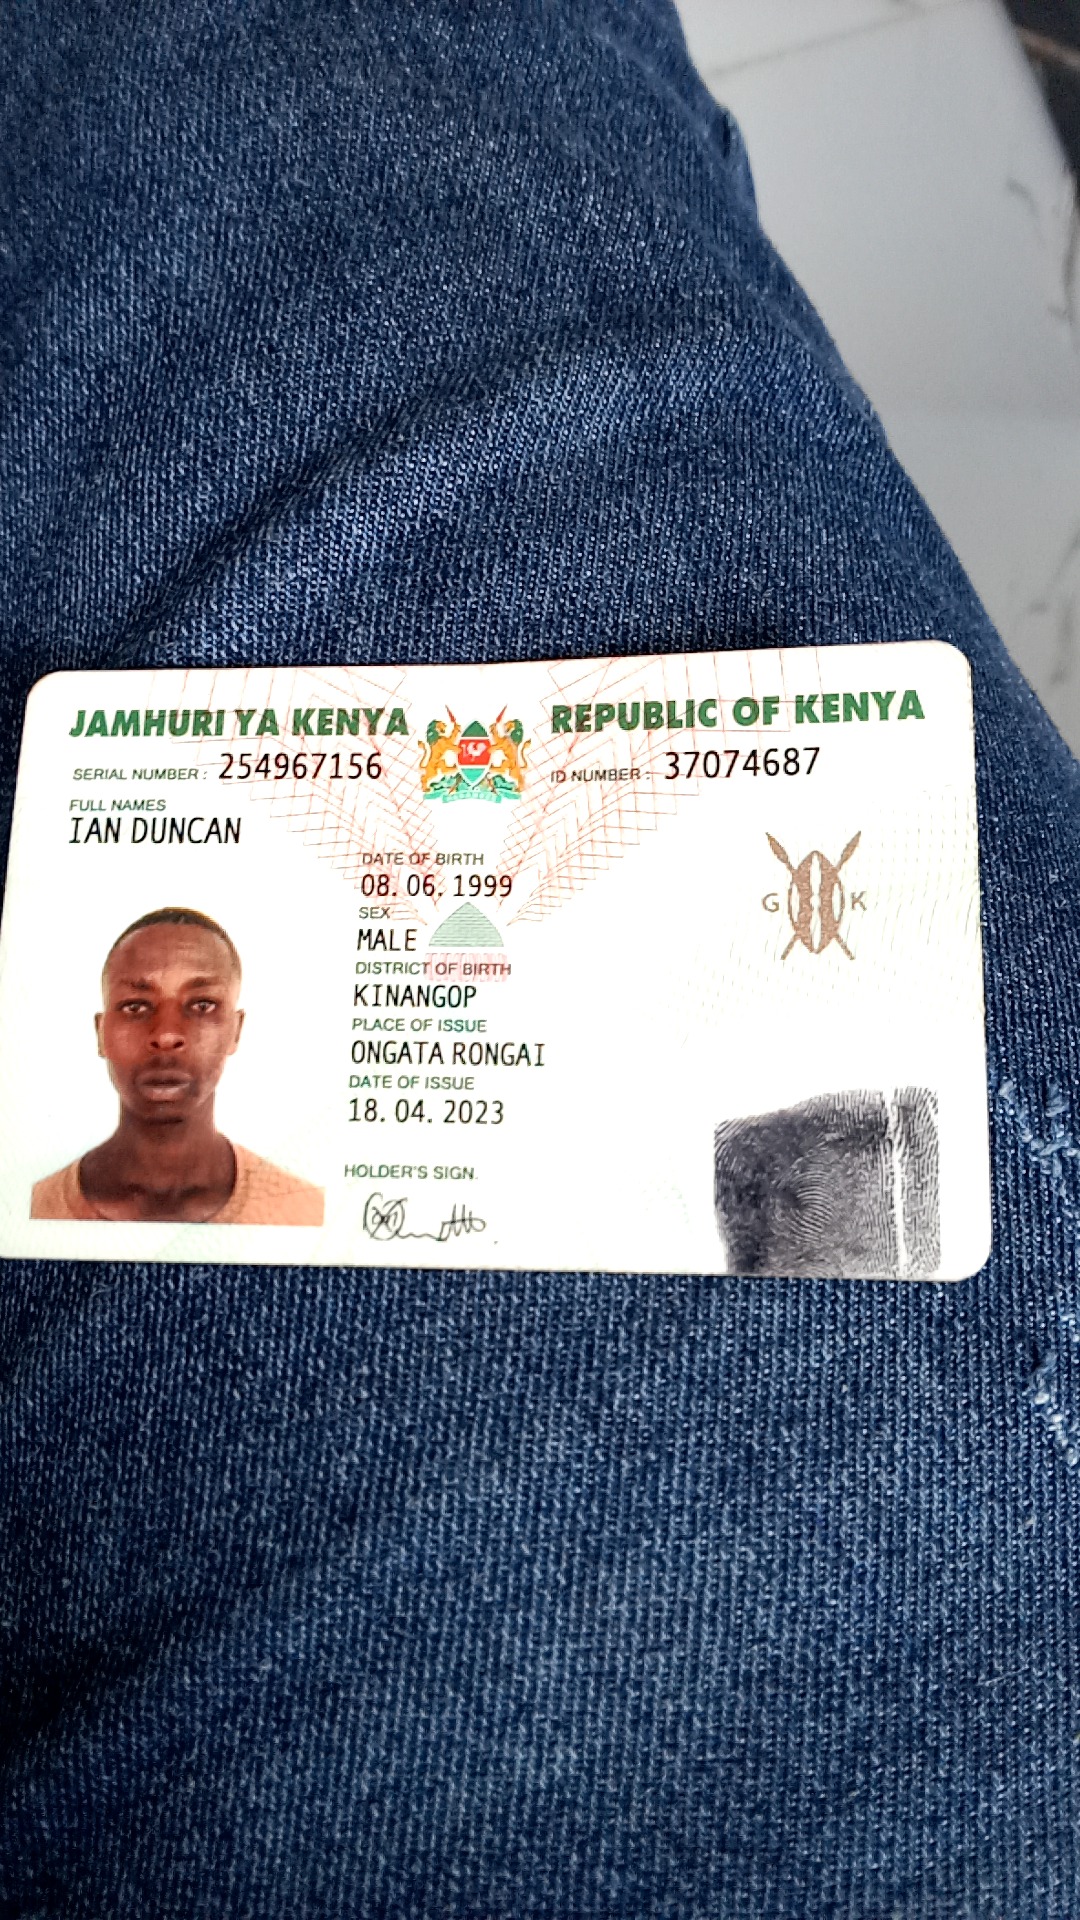 JAMHURI YA KENYA REPUBLIC OF KENYA
SERIAL NUMBER : 254967156 ID NUMBER : 37074687
FULL NAMES
IAN DUNCAN
DATE OF BIRTH
08. 06. 1999
SEX
MALE
G K
DISTRICT OF BIRTH
KINANGOP
PLACE OF ISSUE
ONGATA RONGAI
DATE OF ISSUE
18. 04. 2023
HOLDER'S SIGN.